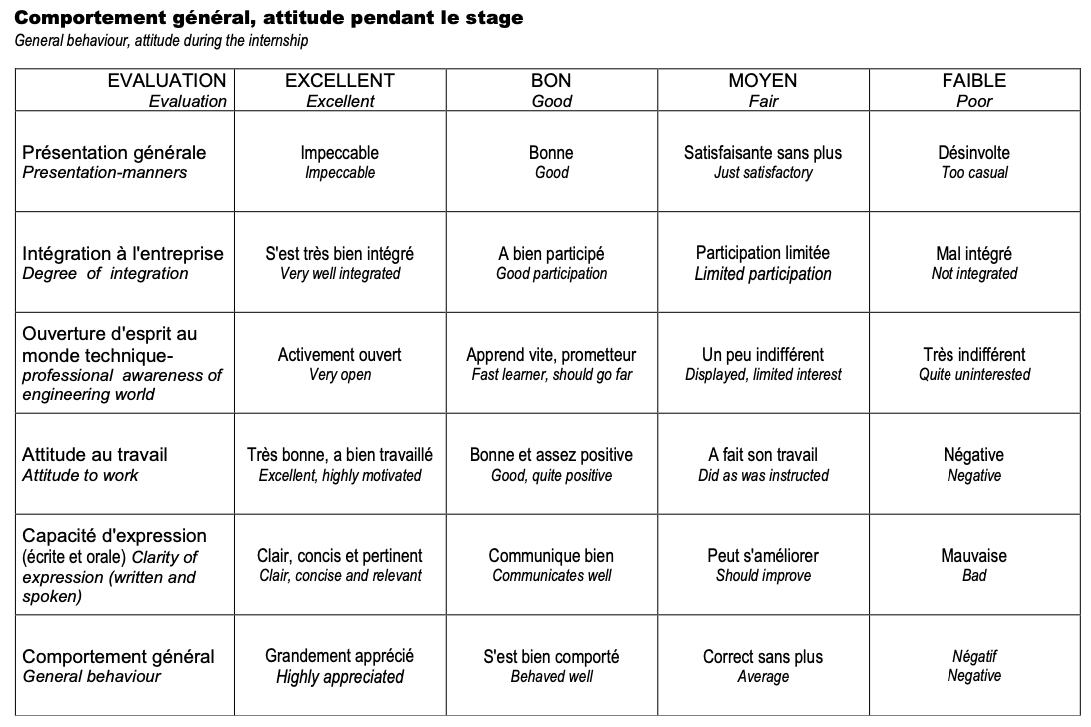 Comportement général, attitude pendant le stage
General behaviour, attitude during the internship
EVALUATION EXCELLENT BON MOYEN FAIBLE
Evaluation Excellent Good Fair Poor
Présentation générale Impeccable Bonne Satisfaisante sans plus Désinvolte
Presentation-manners Impeccable Good Just satisfactory Too casual
Intégration à l'entreprise S'est très bien intégré A bien participé Participation limitée Mal intégré
Degree of integration Very well integrated Good participation Limited participation Not integrated
Ouverture d'esprit au
monde technique- Activement ouvert Apprend vite, prometteur Un peu indifférent Très indifférent
professional awareness of Very open Fast learner, should go far Displayed, limited interest Quite uninterested
engineering world
Attitude au travail Très bonne, a bien travaillé Bonne et assez positive A fait son travail Négative
Attitude to work Excellent, highly motivated Good, quite positive Did as was instructed Negative
Capacité d'expression
(écrite et orale) Clarity of Clair, concis et pertinent Communique bien Peut s'améliorer Mauvaise
expression (written and Clair, concise and relevant Communicates well Should improve Bad
spoken)
Comportement général Grandement apprécié S'est bien comporté Correct sans plus Négatif
General behaviour Highly appreciated Behaved well Average Negative